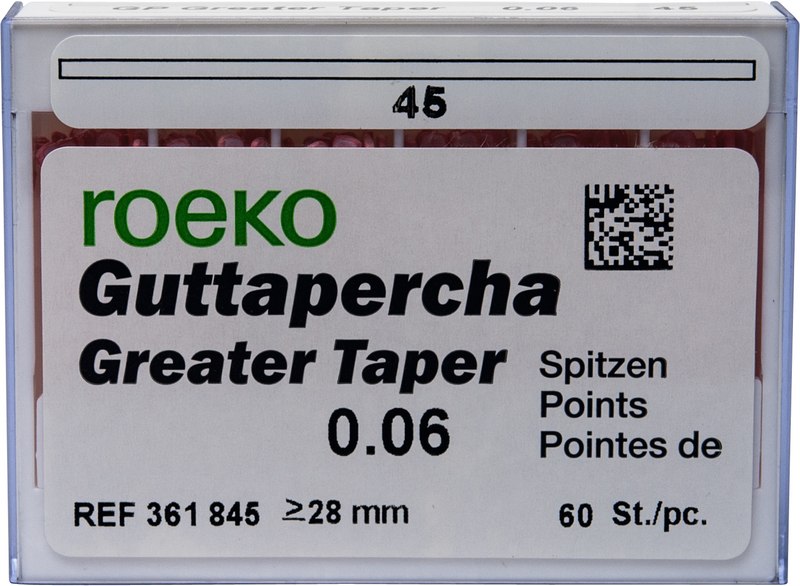 GP Greater Taper 0.06 45
45
roeko
Guttapercha
Greater Taper
0.06
Spitzen
Points
Pointes de
REF 361 845 ≥28 mm
60 St./pc.